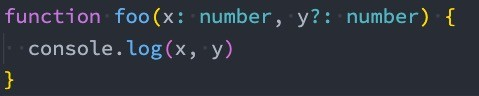 function foo(x: number, y?: number) {
  console.log(x, y)
}